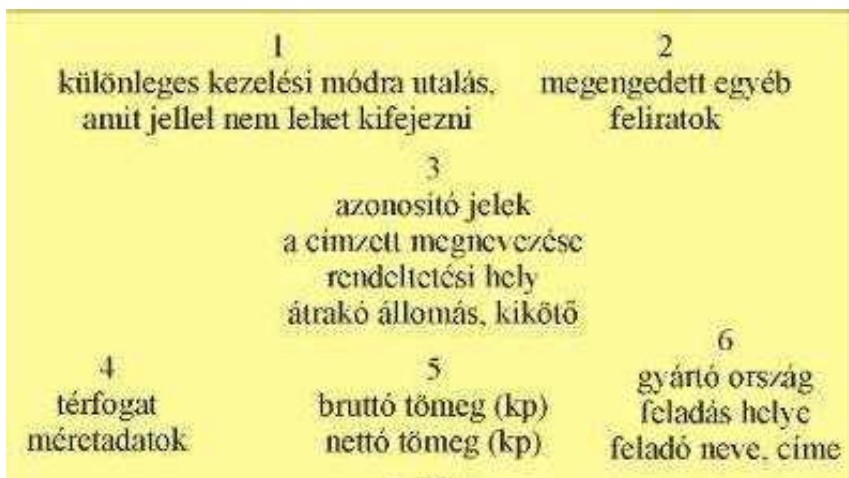 1
különleges kezelési módra utalás,
amit jellel nem lehet kifejezni
2
megengedett egyéb
feliratok
3
azonosító jelek
a címzett megnevezése
rendeltetési hely
átrakó állomás, kikötő
4
térfogat
méretadatok
5
bruttó tömeg (kp)
nettó tömeg (kp)
6
gyártó ország
feladás helye
feladó neve, címe